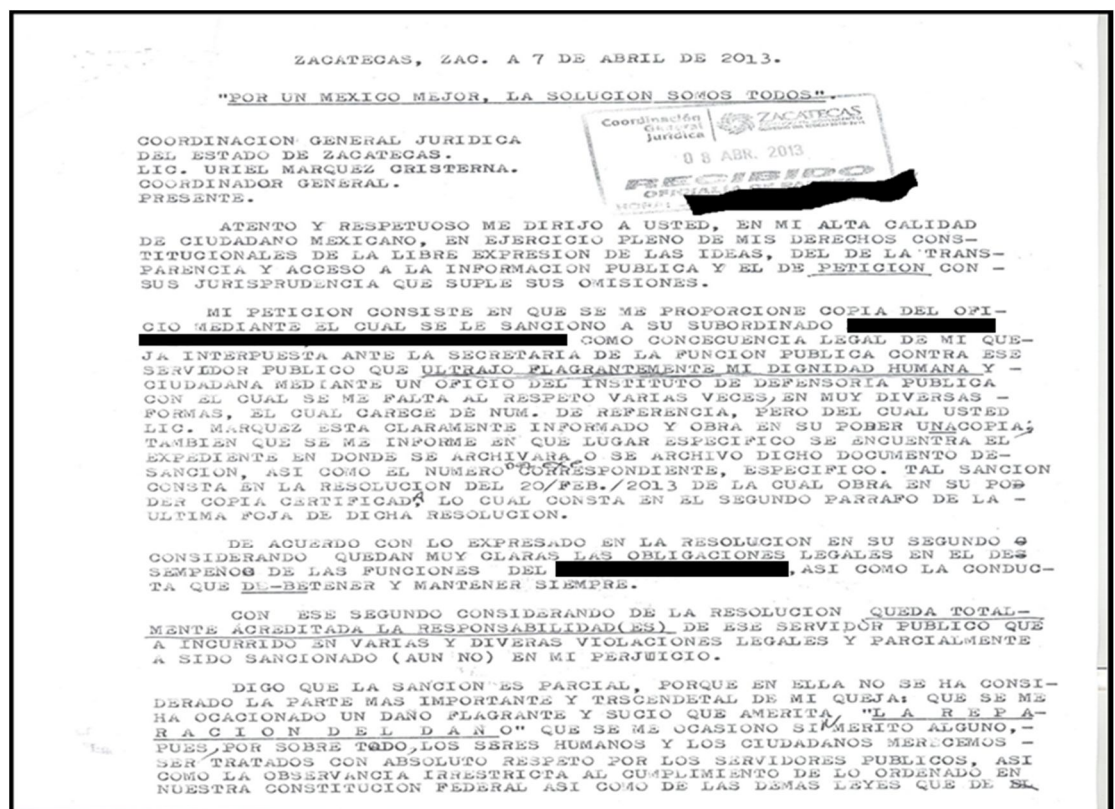 ZACATECAS, ZAC. A 7 DE ABRIL DE 2013.
"POR UN MEXICO MEJOR, LA SOLUCION SOMOS TODOS".
Coordinación
General
Jurídica
ZACATECAS
08 ABR. 2013
RECIBIDO
OFICIALIA DE PARTES
HORA:
COORDINACION GENERAL JURIDICA
DEL ESTADO DE ZACATECAS.
LIC. URIEL MARQUEZ CRISTERNA.
COORDINADOR GENERAL.
PRESENTE.
ATENTO Y RESPETUOSO ME DIRIJO A USTED, EN MI ALTA CALIDAD
DE CIUDADANO MEXICANO, EN EJERCICIO PLENO DE MIS DERECHOS CONS-
TITUCIONALES DE LA LIBRE EXPRESION DE LAS IDEAS, DEL DE LA TRANS-
PARENCIA Y ACCESO A LA INFORMACION PUBLICA Y EL DE PETICION CON -
SUS JURISPRUDENCIA QUE SUPLE SUS OMISIONES.
MI PETICION CONSISTE EN QUE SE ME PROPORCIONE COPIA DEL OFI-
CIO MEDIANTE EL CUAL SE LE SANCIONO A SU SUBORDINADO
COMO CONCECUENCIA LEGAL DE MI QUE-
JA INTERPUESTA ANTE LA SECRETARIA DE LA FUNCION PUBLICA CONTRA ESE
SERVIDOR PUBLICO QUE ULTRAJO FLAGRANTEMENTE MI DIGNIDAD HUMANA Y -
CIUDADANA MEDIANTE UN OFICIO DEL INSTITUTO DE DEFENSORIA PUBLICA
CON EL CUAL SE ME FALTA AL RESPETO VARIAS VECES, EN MUY DIVERSAS -
FORMAS, EL CUAL CARECE DE NUM. DE REFERENCIA, PERO DEL CUAL USTED
LIC. MARQUEZ ESTA CLARAMENTE INFORMADO Y OBRA EN SU POBER UNACOPIA;
TAMBIEN QUE SE ME INFORME EN QUE LUGAR ESPECIFICO SE ENCUENTRA EL
EXPEDIENTE EN DONDE SE ARCHIVARA O SE ARCHIVO DICHO DOCUMENTO DE-
SANCION, ASI COMO EL NUMERO CORRESPONDIENTE, ESPECIFICO. TAL SANCION
CONSTA EN LA RESOLUCION DEL 20/FEB./2013 DE LA CUAL OBRA EN SU POD
DER COPIA CERTIFICADA, LO CUAL CONSTA EN EL SEGUNDO PARRAFO DE LA -
ULTIMA FOJA DE DICHA RESOLUCION.
DE ACUERDO CON LO EXPRESADO EN LA RESOLUCION EN SU SEGUNDO
CONSIDERANDO QUEDAN MUY CLARAS LAS OBLIGACIONES LEGALES EN EL DES
SEMPEÑO DE LAS FUNCIONES DEL , ASI COMO LA CONDUC-
TA QUE DE-BETENER Y MANTENER SIEMPRE.
CON ESE SEGUNDO CONSIDERANDO DE LA RESOLUCION QUEDA TOTAL-
MENTE ACREDITADA LA RESPONSABILIDAD(ES) DE ESE SERVIDOR PUBLICO QUE
A INCURRIDO EN VARIAS Y DIVERAS VIOLACIONES LEGALES Y PARCIALMENTE
A SIDO SANCIONADO (AUN NO) EN MI PERJUICIO.
DIGO QUE LA SANCION ES PARCIAL, PORQUE EN ELLA NO SE HA CONSI-
DERADO LA PARTE MAS IMPORTANTE Y TRSCENDETAL DE MI QUEJA: QUE SE ME
HA OCACIONADO UN DAÑO FLAGRANTE Y SUCIO QUE AMERITA "L A R E P A-
R A C I O N D E L D A Ñ O" QUE SE ME OCASIONO SIN MERITO ALGUNO,-
PUES, POR SOBRE TODO, LOS SERES HUMANOS Y LOS CIUDADANOS MERECEMOS -
SER TRATADOS CON ABSOLUTO RESPETO POR LOS SERVIDORES PUBLICOS, ASI
COMO LA OBSERVANCIA IRRESTRICTA AL CUMPLIMIENTO DE LO ORDENADO EN
NUESTRA CONSTITUCION FEDERAL ASI COMO DE LAS DEMAS LEYES QUE DE EL